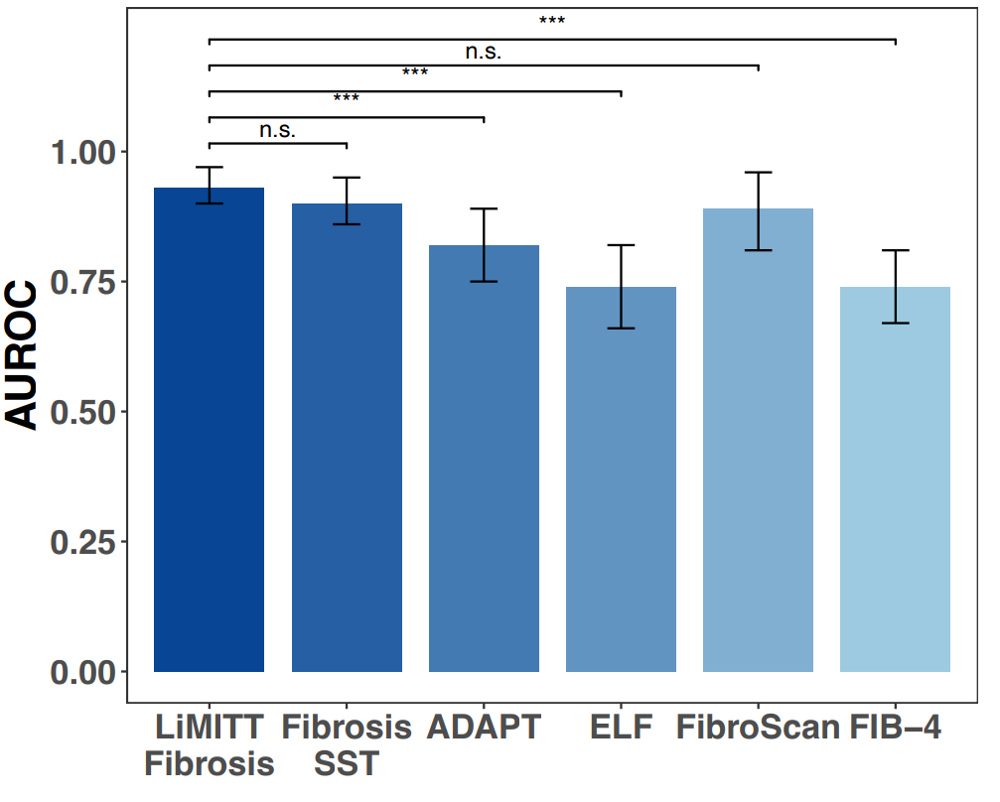 ***
n.s.
***
***
n.s.
1.00
0.75
0.50
0.25
0.00
AUROC
LiMITT Fibrosis ADAPT ELF FibroScan FIB−4
Fibrosis SST